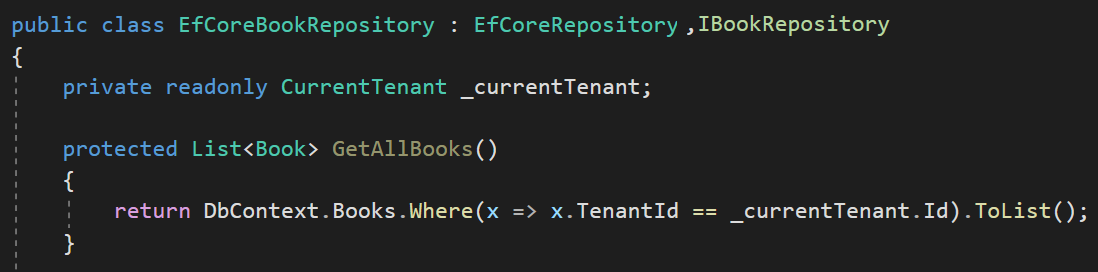 public class EfCoreBookRepository : EfCoreRepository ,IBookRepository
{
private readonly CurrentTenant _currentTenant;
protected List<Book> GetAllBooks()
{
return DbContext.Books.Where(x => x.TenantId == _currentTenant.Id).ToList();
}